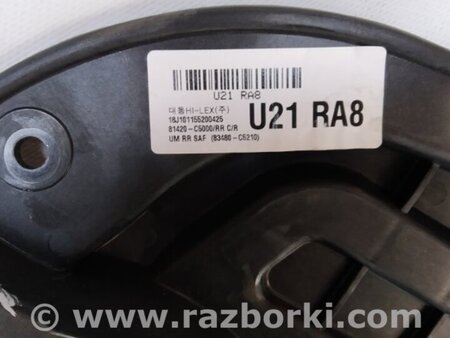 U21 RA8
대동HI-LEX(주)
16J101155200425
81420-C5000/RR C/R
UM RR SAF (83480-C5210)
U21 RA8
www.razborki.com